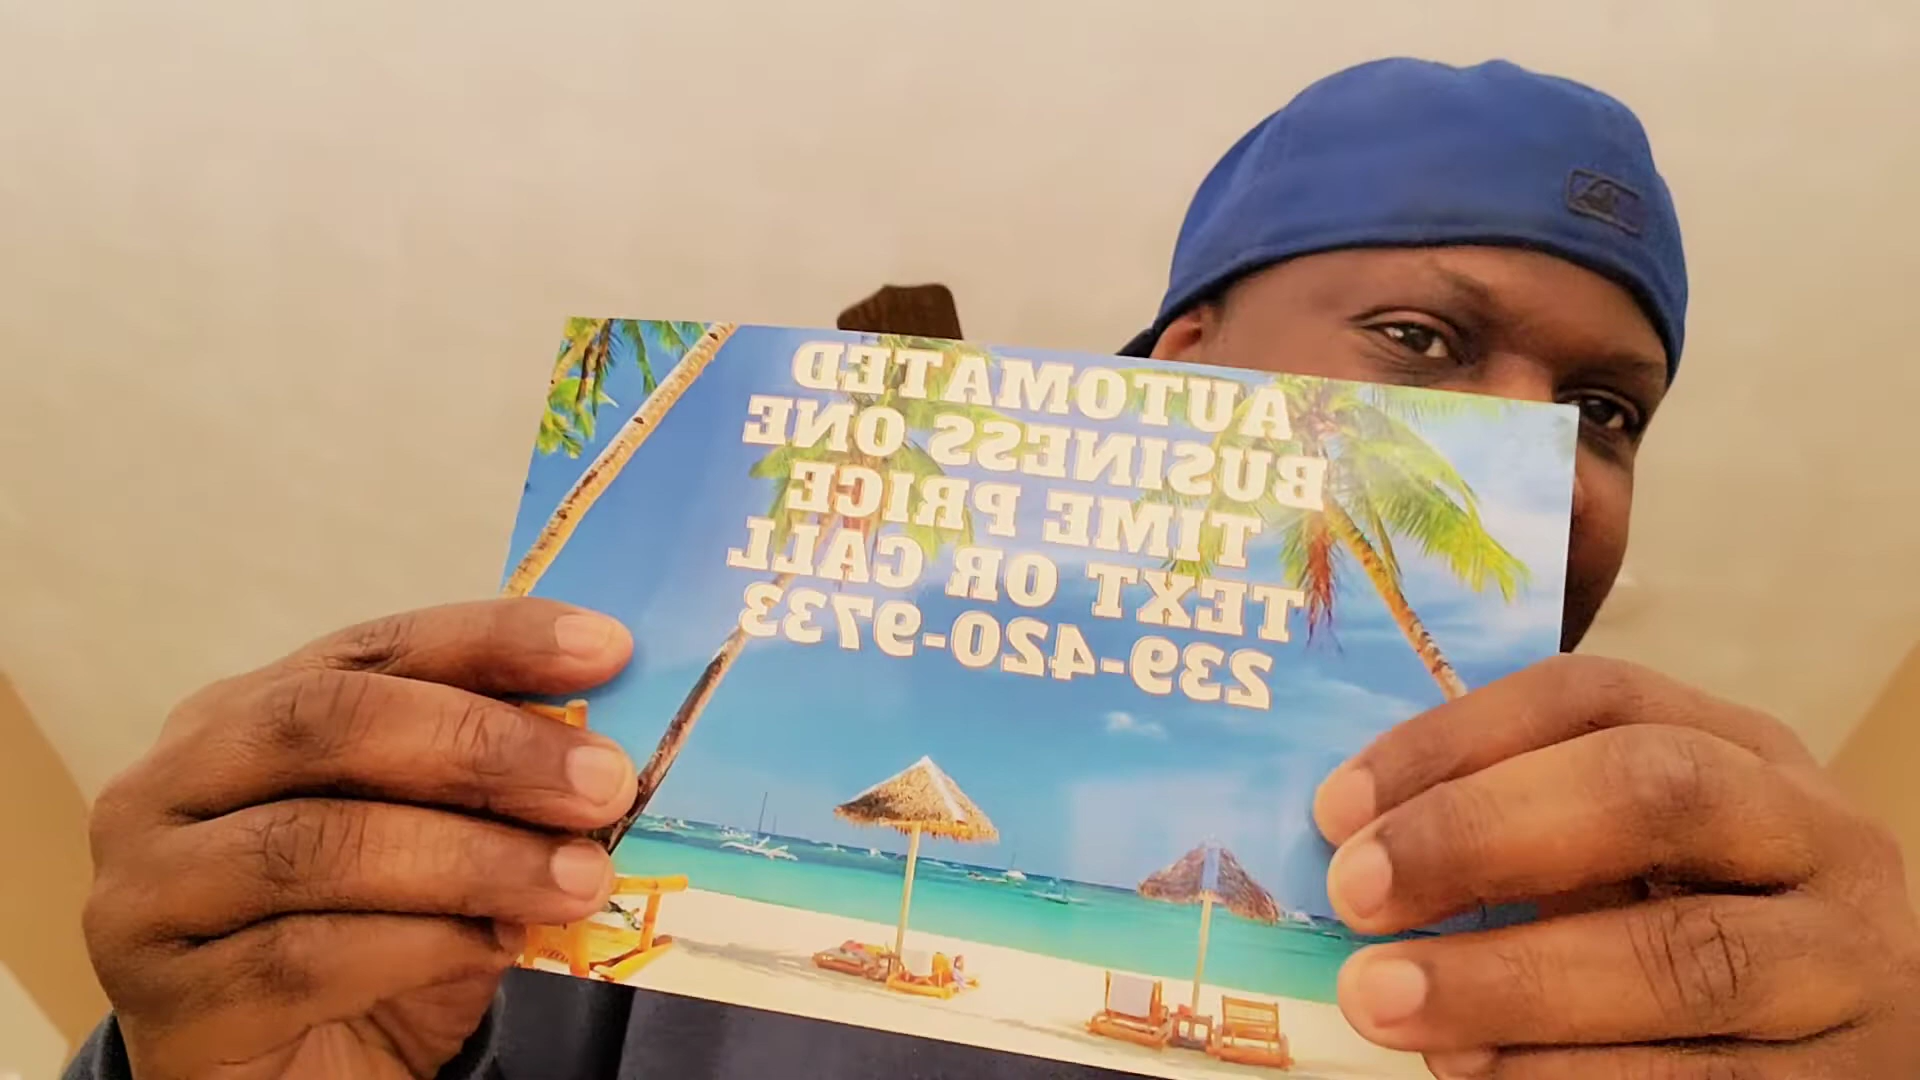 AUTOMATED
BUSINESS ONE
TIME PRICE
TEXT OR CALL
239-420-9733